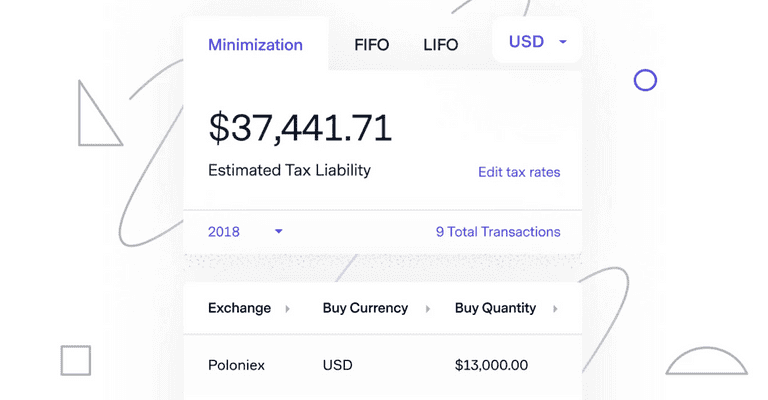 Minimization FIFO LIFO USD
$37,441.71
Estimated Tax Liability Edit tax rates
2018 9 Total Transactions
Exchange Buy Currency Buy Quantity
Poloniex USD $13,000.00